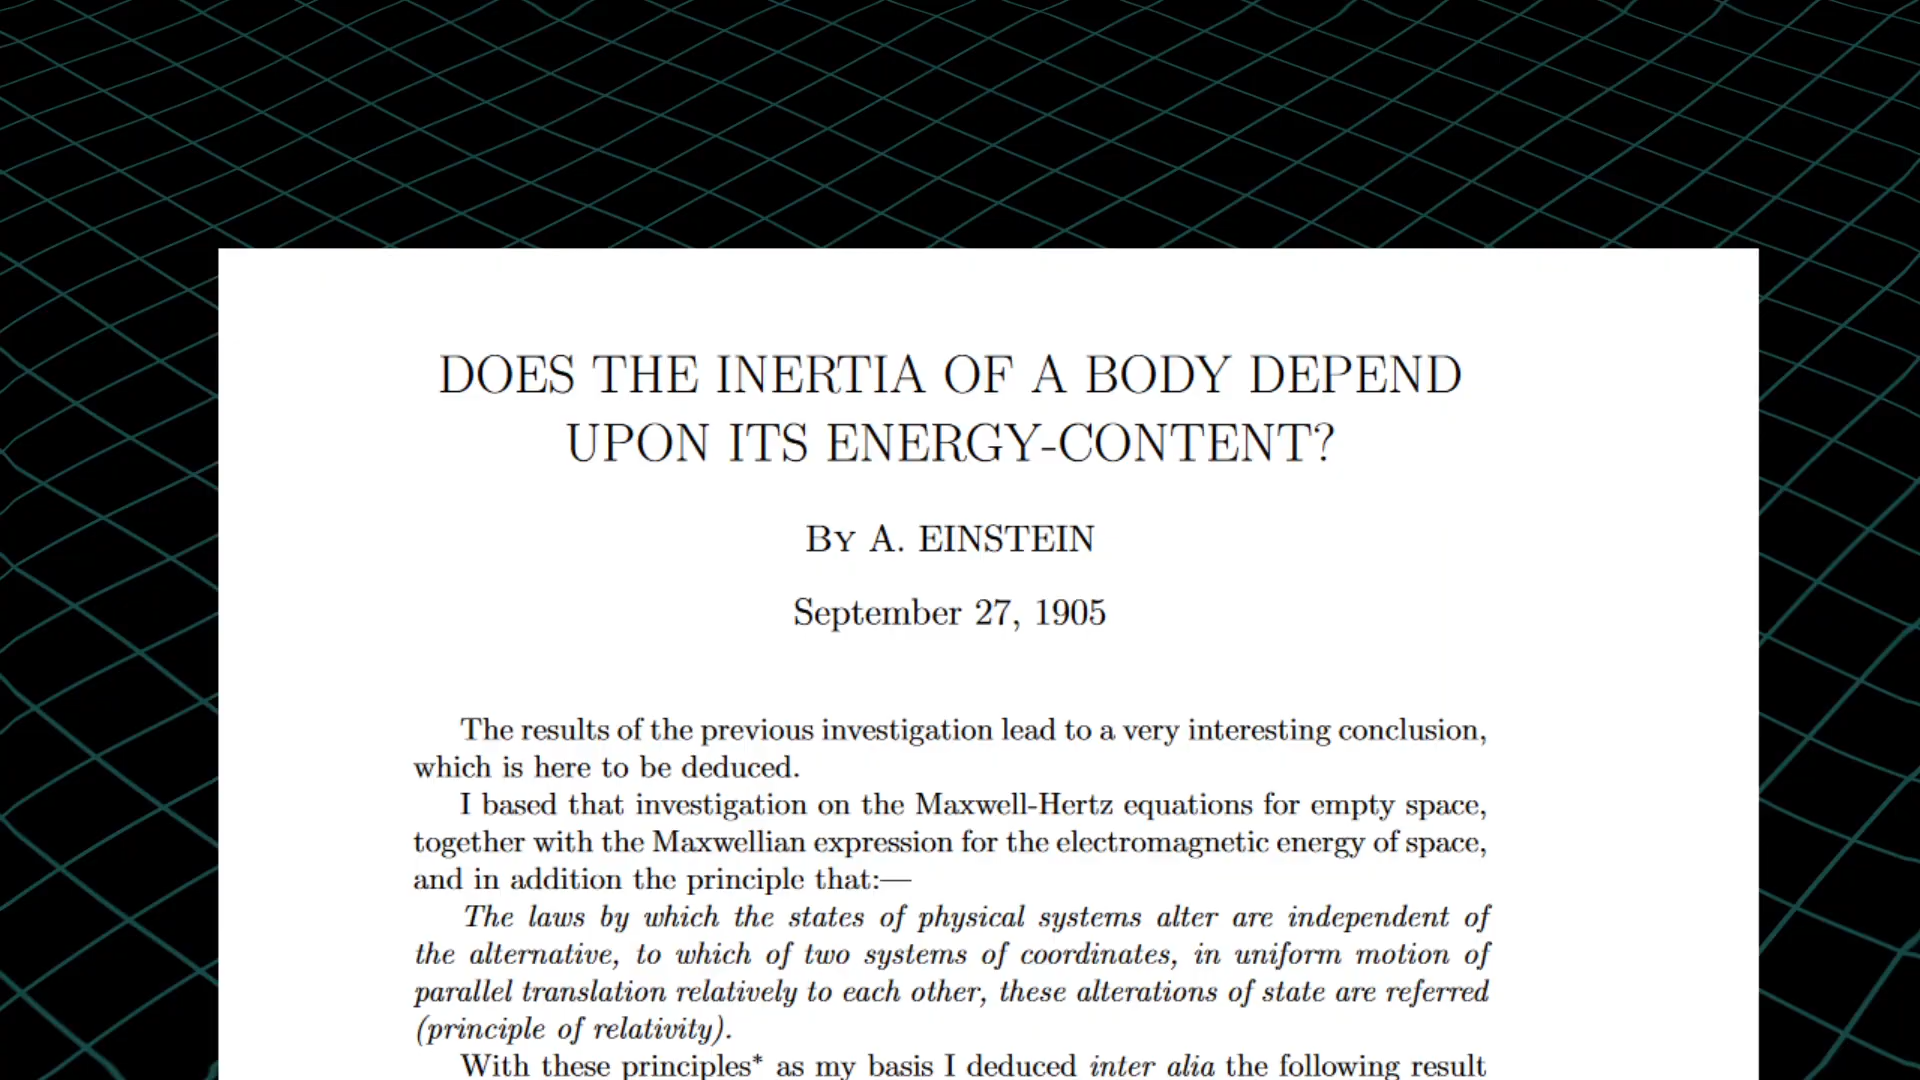 DOES THE INERTIA OF A BODY DEPEND
UPON ITS ENERGY-CONTENT?
By A. EINSTEIN
September 27, 1905
The results of the previous investigation lead to a very interesting conclusion,
which is here to be deduced.
I based that investigation on the Maxwell-Hertz equations for empty space,
together with the Maxwellian expression for the electromagnetic energy of space,
and in addition the principle that:—
The laws by which the states of physical systems alter are independent of
the alternative, to which of two systems of coordinates, in uniform motion of
parallel translation relatively to each other, these alterations of state are referred
(principle of relativity).
With these principles* as my basis I deduced inter alia the following result